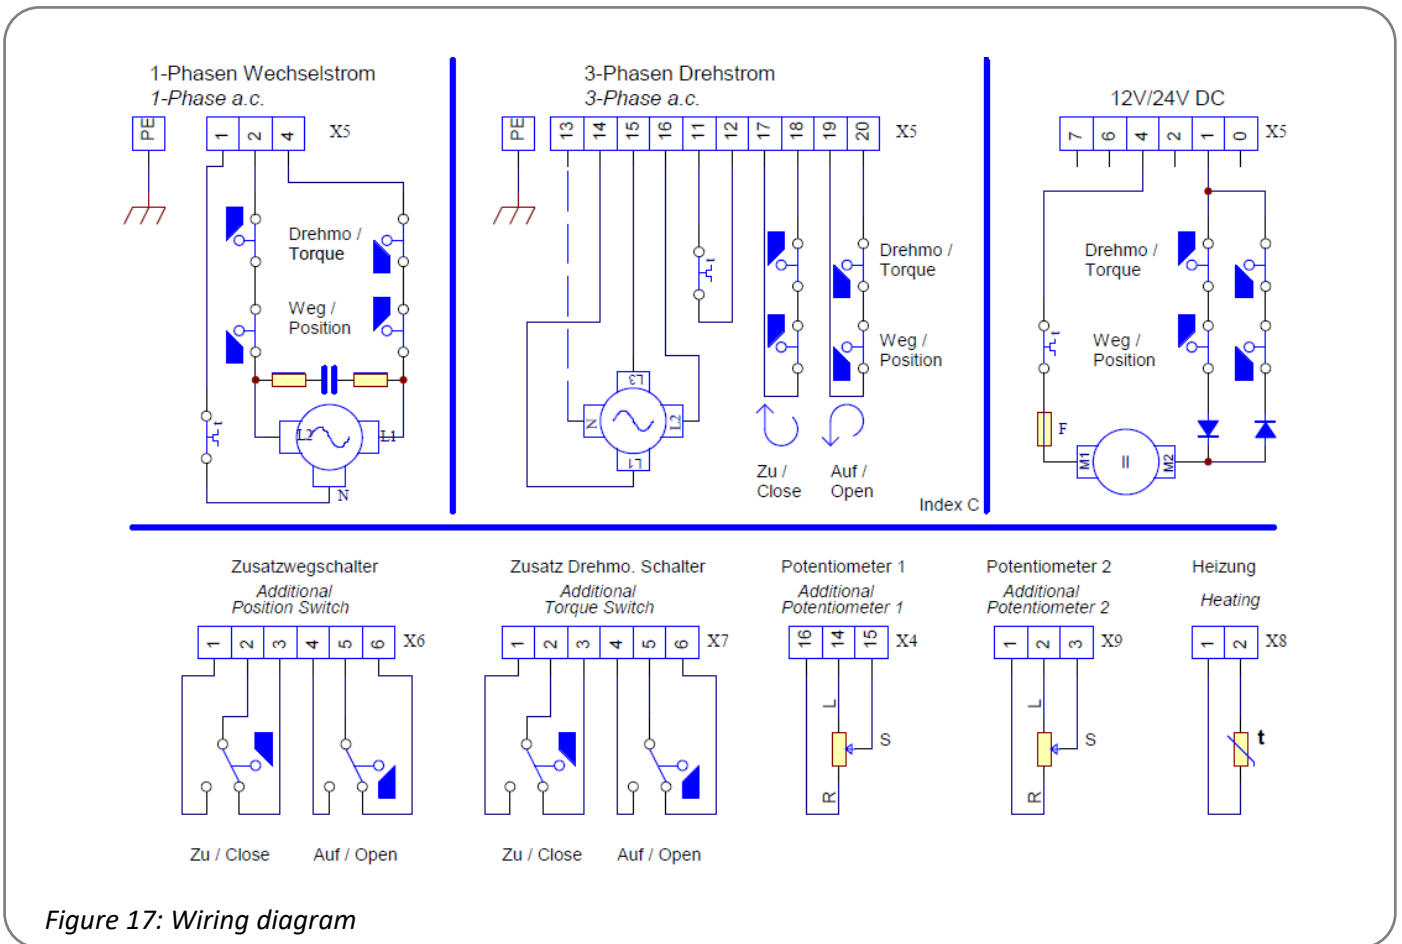 1-Phasen Wechselstrom
1-Phase a.c.
PE
1 2 4 X5
Drehmo /
Torque
Weg /
Position
t
L2 L1
N
3-Phasen Drehstrom
3-Phase a.c.
PE
13 14 15 16 11 12 17 18 19 20 X5
t
Drehmo /
Torque
Weg /
Position
L3
N L2
L1
Zu /
Close
Auf /
Open
Index C
12V/24V DC
7 6 4 2 1 0 X5
Drehmo /
Torque
Weg /
Position
t
F
M1 II M2
Zusatzwegschalter
Additional
Position Switch
1 2 3 4 5 6 X6
Zu / Close Auf / Open
Zusatz Drehmo. Schalter
Additional
Torque Switch
1 2 3 4 5 6 X7
Zu / Close Auf / Open
Potentiometer 1
Additional
Potentiometer 1
16 14 15 X4
L
S
R
Potentiometer 2
Additional
Potentiometer 2
1 2 3 X9
L
S
R
Heizung
Heating
1 2 X8
t
Figure 17: Wiring diagram